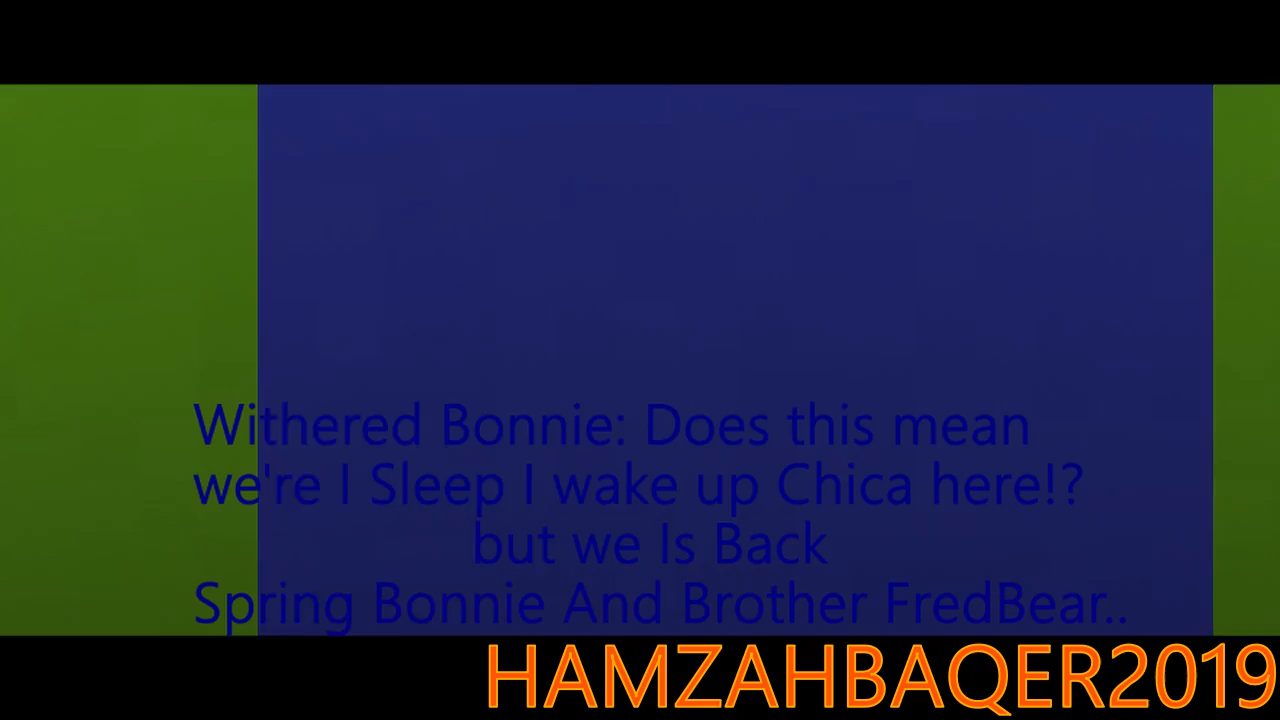 Withered Bonnie: Does this mean
we're I Sleep I wake up Chica here!?
but we Is Back
Spring Bonnie And Brother FredBear..
HAMZAHBAQER2019